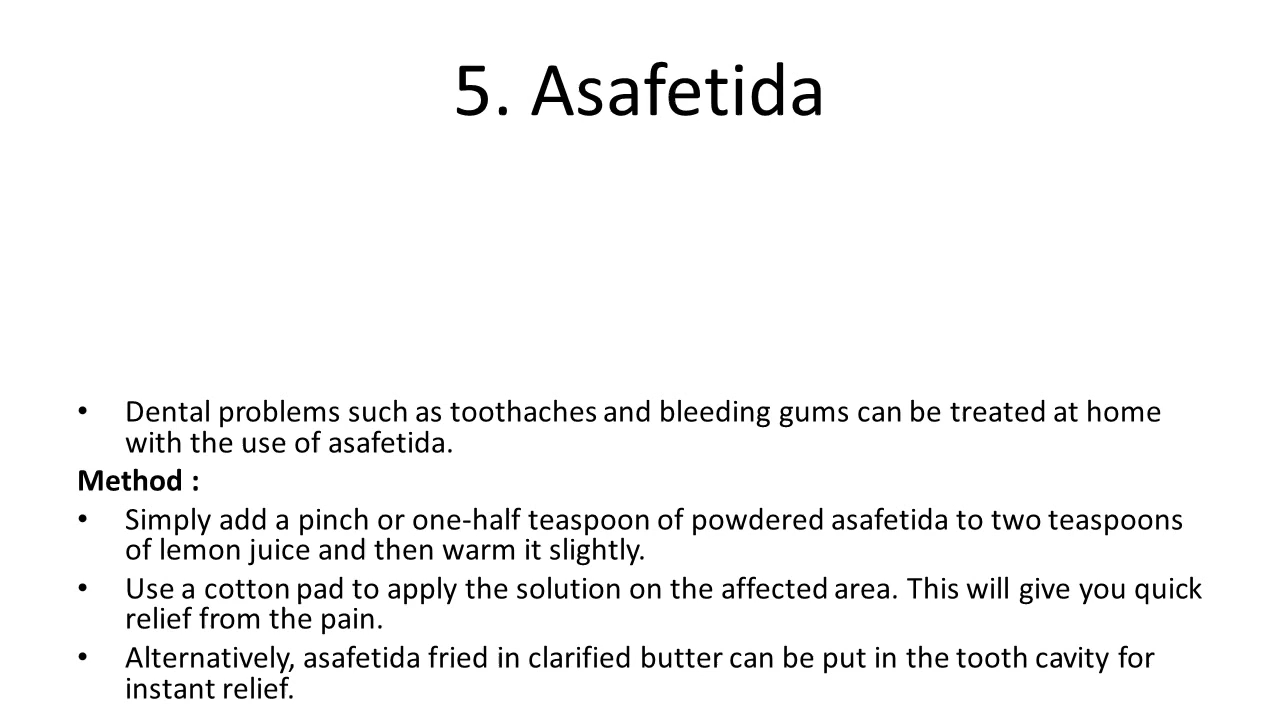 5. Asafetida
• Dental problems such as toothaches and bleeding gums can be treated at home
with the use of asafetida.
Method :
• Simply add a pinch or one-half teaspoon of powdered asafetida to two teaspoons
of lemon juice and then warm it slightly.
• Use a cotton pad to apply the solution on the affected area. This will give you quick
relief from the pain.
• Alternatively, asafetida fried in clarified butter can be put in the tooth cavity for
instant relief.